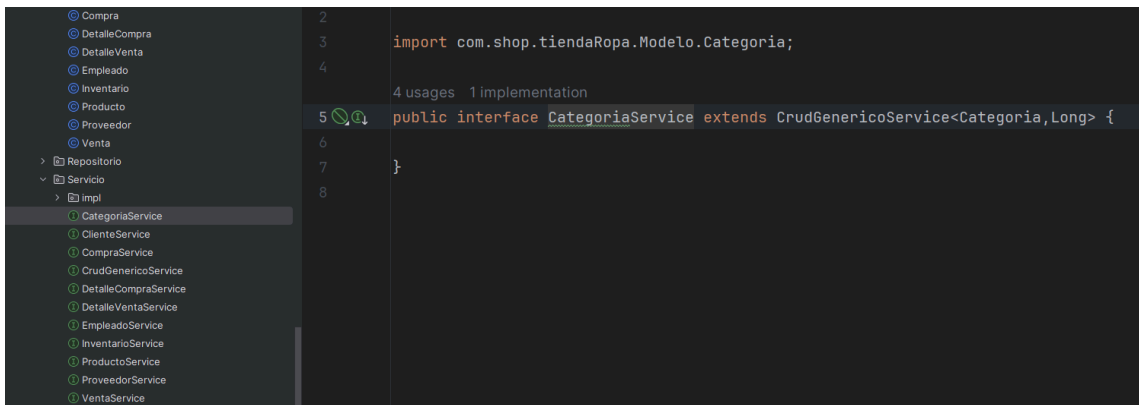 Compra
DetalleCompra
DetalleVenta
Empleado
Inventario
Producto
Proveedor
Venta
Repositorio
Servicio
impl
CategoriaService
ClienteService
CompraService
CrudGenericoService
DetalleCompraService
DetalleVentaService
EmpleadoService
InventarioService
ProductoService
ProveedorService
VentaService
2
3 import com.shop.tiendaRopa.Modelo.Categoria;
4
4 usages 1 implementation
5 public interface CategoriaService extends CrudGenericoService<Categoria,Long> {
6
7 }
8